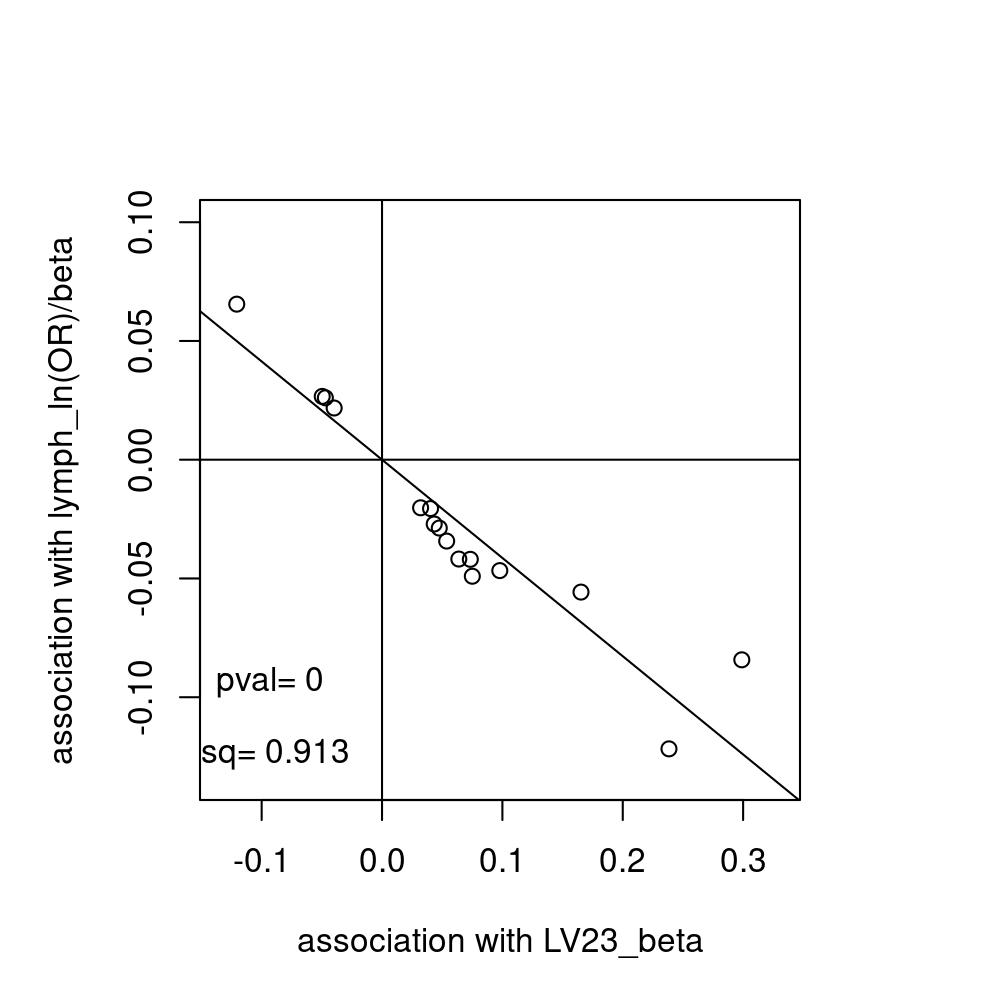 0.10
0.05
0.00
-0.05
-0.10
association with lymph_ln(OR)/beta
pval= 0
sq= 0.913
-0.1 0.0 0.1 0.2 0.3
association with LV23_beta